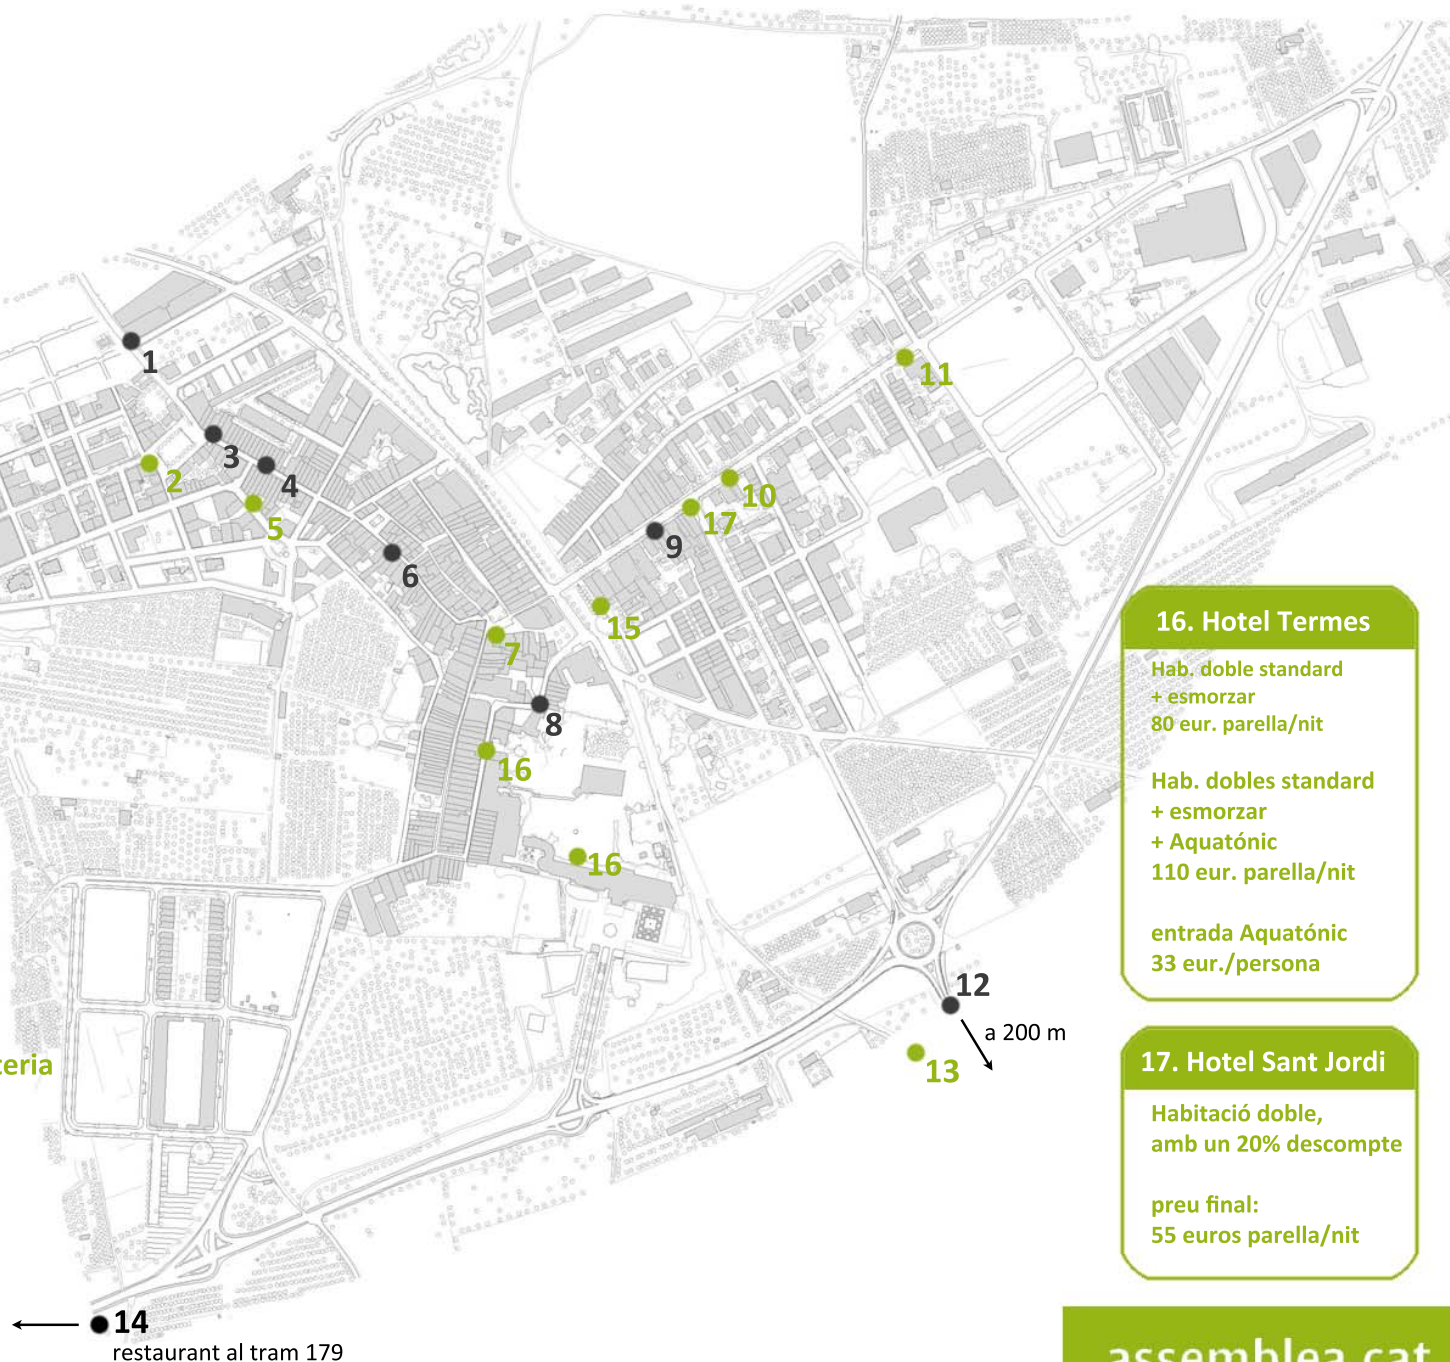 1
2
3
4
5
6
7
8
9
10
11
17
15
16
16
12
a 200 m
13
14
restaurant al tram 179
16. Hotel Termes
Hab. doble standard
+ esmorzar
80 eur. parella/nit
Hab. dobles standard
+ esmorzar
+ Aquatónic
110 eur. parella/nit
entrada Aquatónic
33 eur./persona
17. Hotel Sant Jordi
Habitació doble,
amb un 20% descompte
preu final:
55 euros parella/nit
assemblea.cat